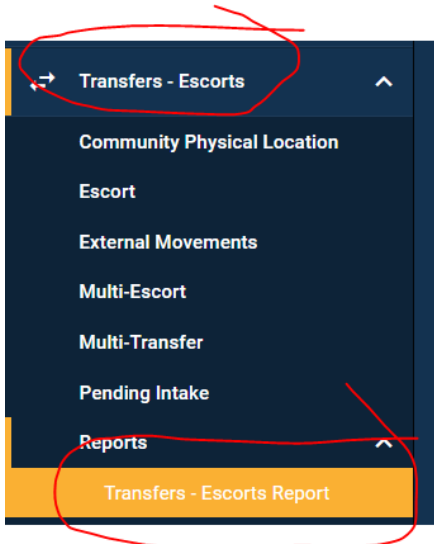 Transfers - Escorts
Community Physical Location
Escort
External Movements
Multi-Escort
Multi-Transfer
Pending Intake
Reports
Transfers - Escorts Report